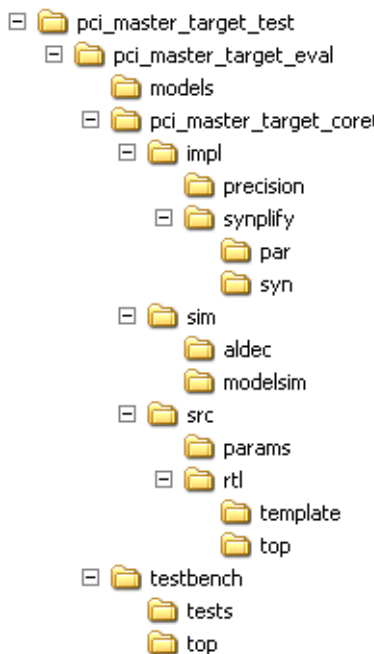 pci_master_target_test
pci_master_target_eval
models
pci_master_target_coret
impl
precision
synplify
par
syn
sim
aldec
modelsim
src
params
rtl
template
top
testbench
tests
top